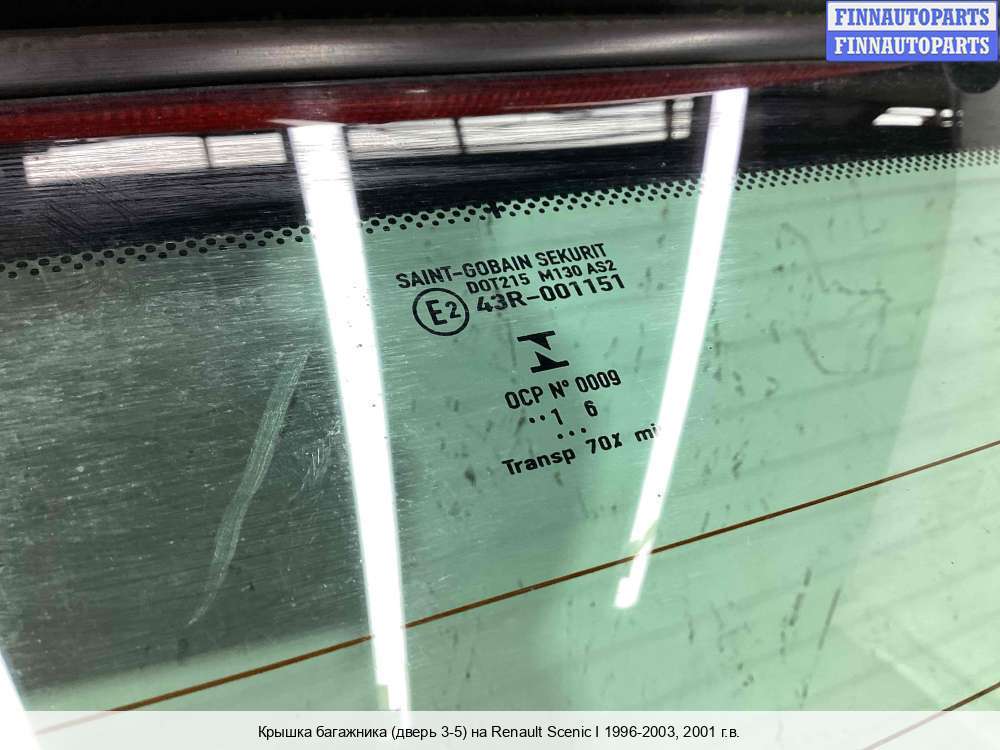 FINNAUTOPARTS
FINNAUTOPARTS
SAINT-GOBAIN SEKURIT
DOT215 M130 AS2
E2 43R-001151
OCP N° 0009
··1 6
···
Transp 70%
Крышка багажника (дверь 3-5) на Renault Scenic I 1996-2003, 2001 г.в.